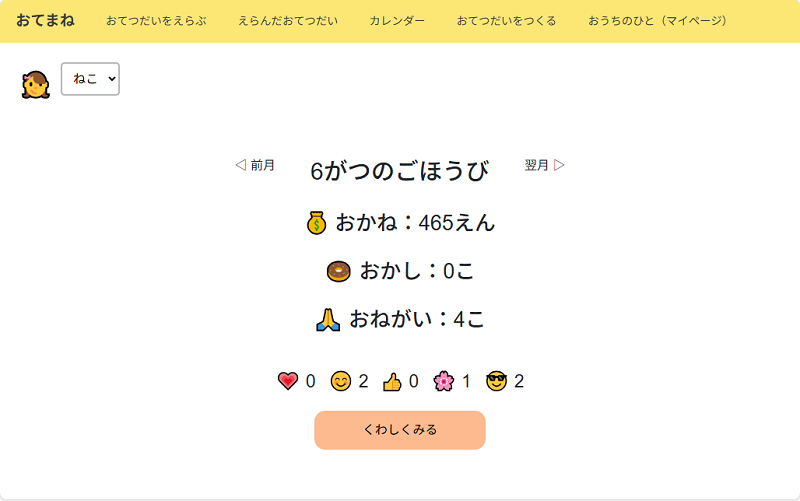 おてまね おてつだいをえらぶ えらんだおてつだい カレンダー おてつだいをつくる おうちのひと（マイページ）
ねこ
◁ 前月 6がつのごほうび 翌月 ▷
おかね：465えん
おかし：0こ
おねがい：4こ
0 2 0 1 2
くわしくみる